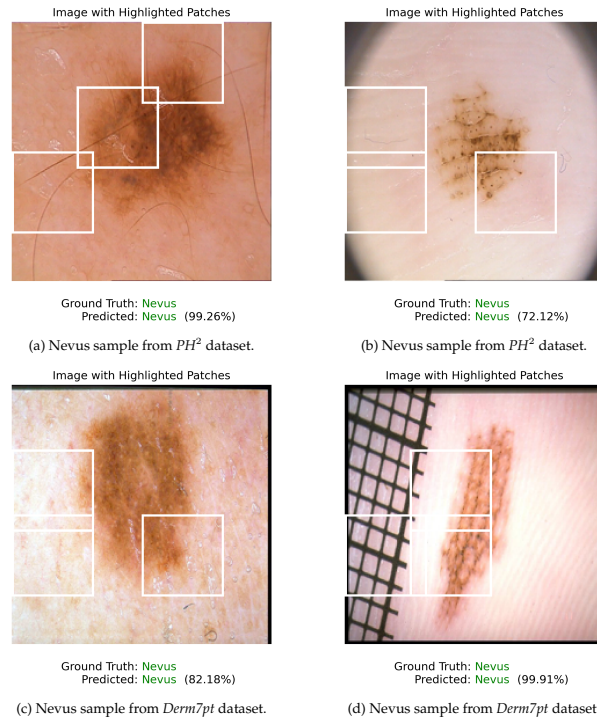 Image with Highlighted Patches
Image with Highlighted Patches
Ground Truth: Nevus
Predicted: Nevus (99.26%)
Ground Truth: Nevus
Predicted: Nevus (72.12%)
(a) Nevus sample from PH² dataset.
(b) Nevus sample from PH² dataset.
Image with Highlighted Patches
Image with Highlighted Patches
Ground Truth: Nevus
Predicted: Nevus (82.18%)
Ground Truth: Nevus
Predicted: Nevus (99.91%)
(c) Nevus sample from Derm7pt dataset.
(d) Nevus sample from Derm7pt dataset